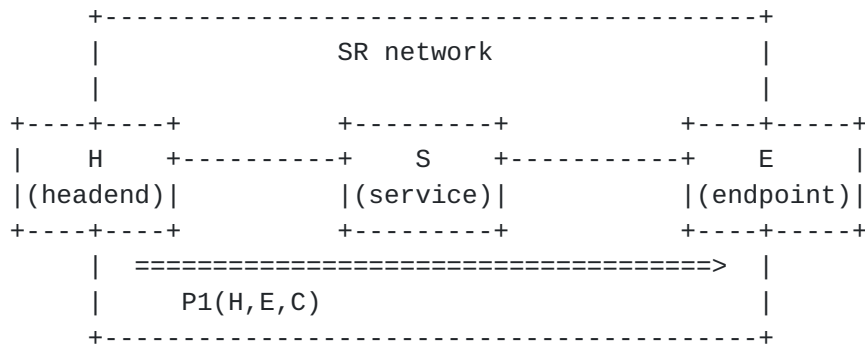 SR network
H S E
(headend) (service) (endpoint)
P1(H,E,C)